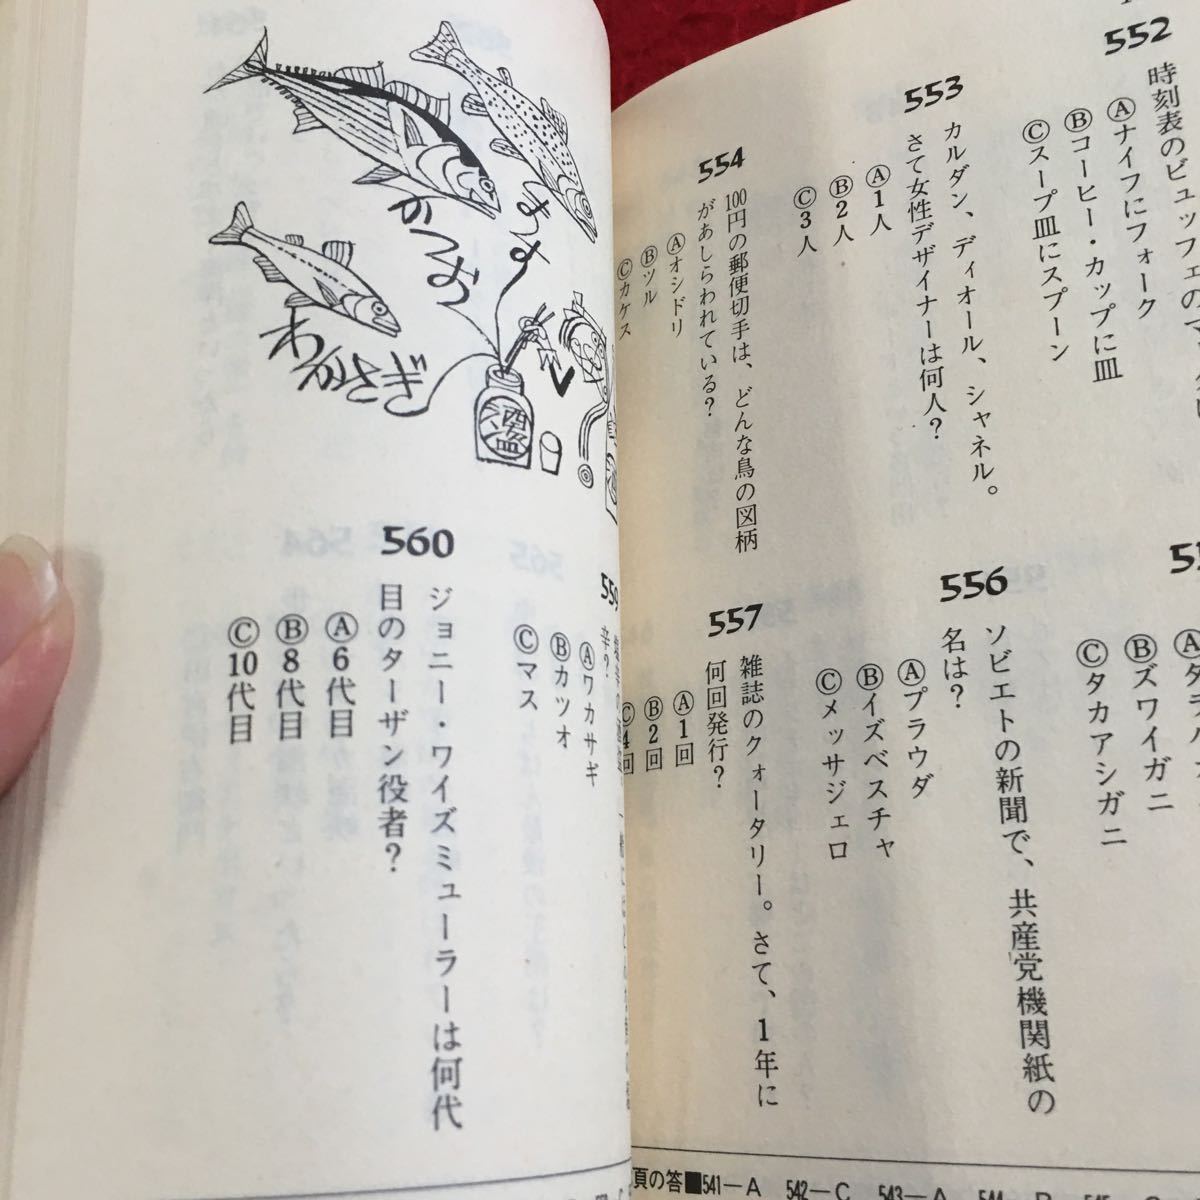 552
時刻表のビュッフェのマ
Ⓐナイフにフォーク
Ⓑコーヒー・カップに皿
Ⓒスープ皿にスプーン
553
カルダン、ディオール、シャネル。
さて女性デザイナーは何人？
Ⓐ1人
Ⓑ2人
Ⓒ3人
554
100円の郵便切手は、どんな鳥の図柄
があしらわれている？
Ⓐオシドリ
Ⓑツル
Ⓒカケス
Ⓑズワイガニ
Ⓒタカアシガニ
556
ソビエトの新聞で、共産党機関紙の
名は？
Ⓐプラウダ
Ⓑイズベスチャ
Ⓒメッサジェロ
557
雑誌のクォータリー。さて、1年に
何回発行？
Ⓐ1回
Ⓑ2回
Ⓒ4回
頁の答■541―A 542―C 543―A 544―B
ます
かつお
わかさぎ
酒盗
559
辛？
Ⓐワカサギ
Ⓑカツオ
Ⓒマス
560
ジョニー・ワイズミューラーは何代
目のターザン役者？
Ⓐ6代目
Ⓑ8代目
Ⓒ10代目